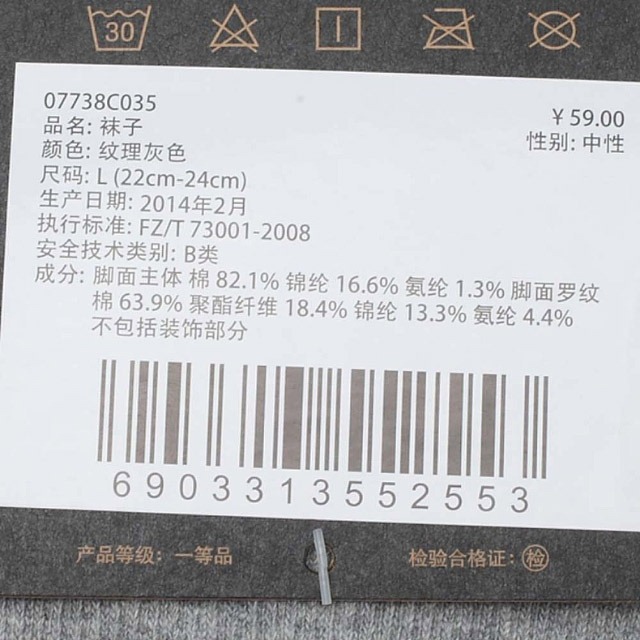 30
07738C035
¥ 59.00
品名: 袜子
性别: 中性
颜色: 纹理灰色
尺码: L (22cm-24cm)
生产日期: 2014年2月
执行标准: FZ/T 73001-2008
安全技术类别: B类
成分: 脚面主体 棉 82.1% 锦纶 16.6% 氨纶 1.3% 脚面罗纹
棉 63.9% 聚酯纤维 18.4% 锦纶 13.3% 氨纶 4.4%
不包括装饰部分
6903313552553
产品等级: 一等品
检验合格证: 检